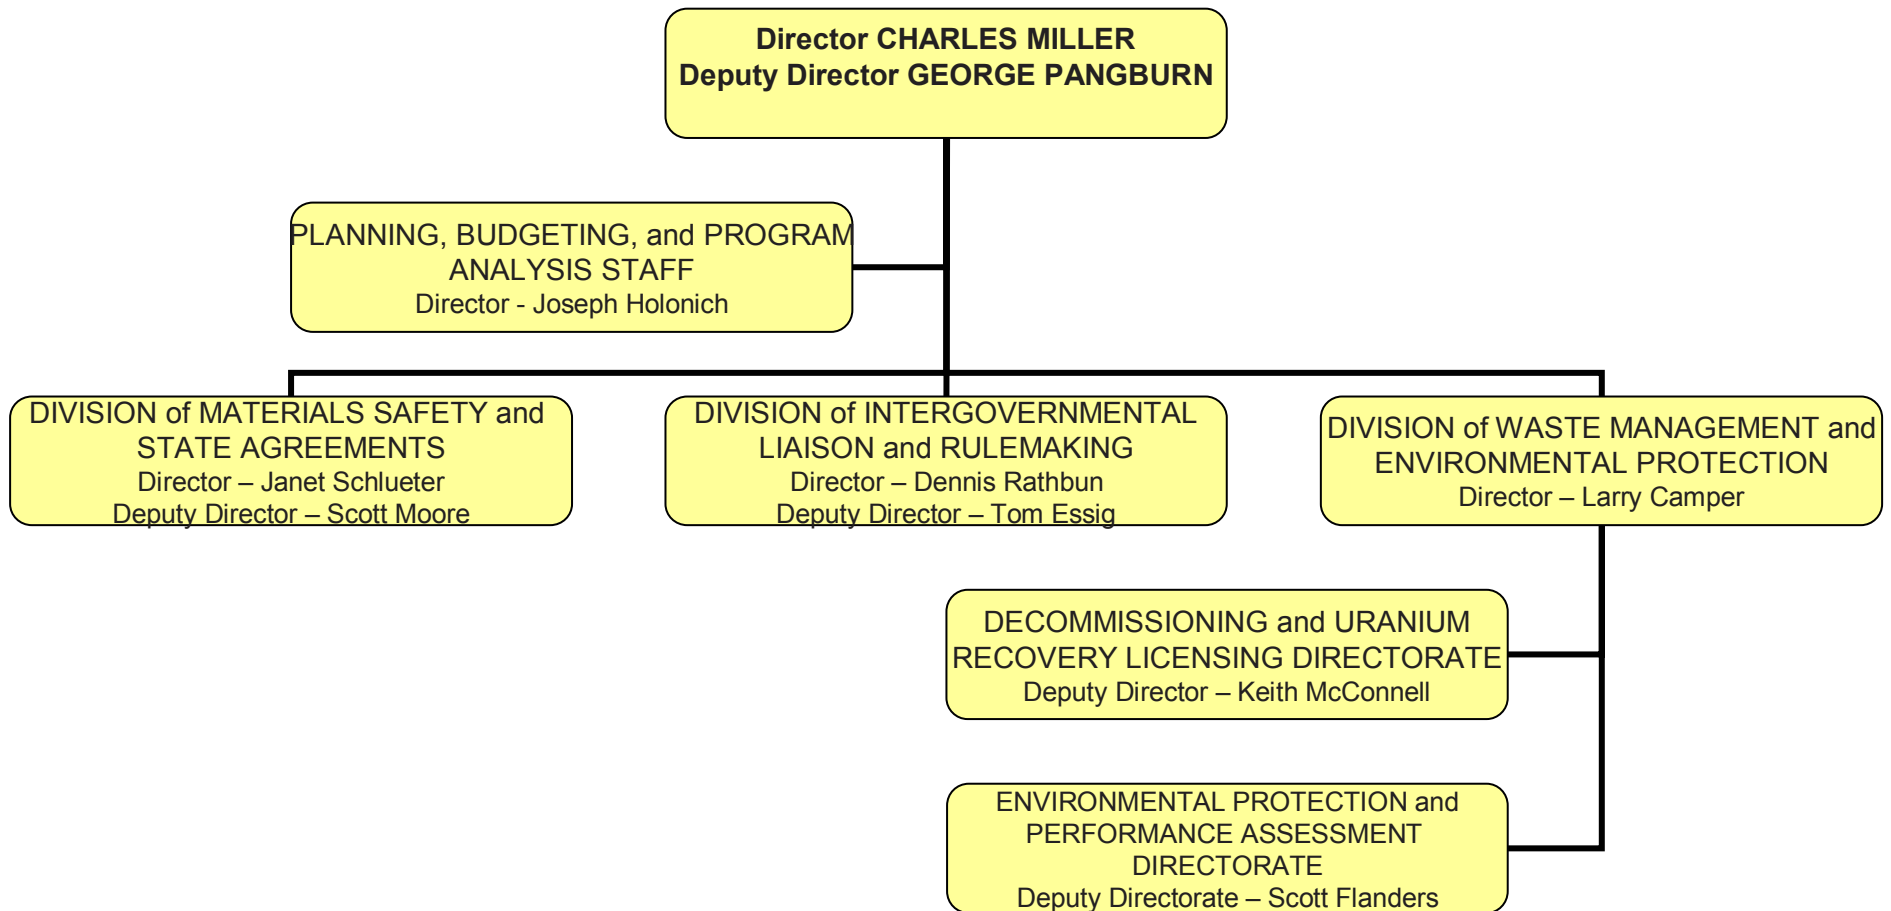 Director CHARLES MILLER
Deputy Director GEORGE PANGBURN
PLANNING, BUDGETING, and PROGRAM
ANALYSIS STAFF
Director - Joseph Holonich
DIVISION of MATERIALS SAFETY and
STATE AGREEMENTS
Director – Janet Schlueter
Deputy Director – Scott Moore
DIVISION of INTERGOVERNMENTAL
LIAISON and RULEMAKING
Director – Dennis Rathbun
Deputy Director – Tom Essig
DIVISION of WASTE MANAGEMENT and
ENVIRONMENTAL PROTECTION
Director – Larry Camper
DECOMMISSIONING and URANIUM
RECOVERY LICENSING DIRECTORATE
Deputy Director – Keith McConnell
ENVIRONMENTAL PROTECTION and
PERFORMANCE ASSESSMENT
DIRECTORATE
Deputy Directorate – Scott Flanders